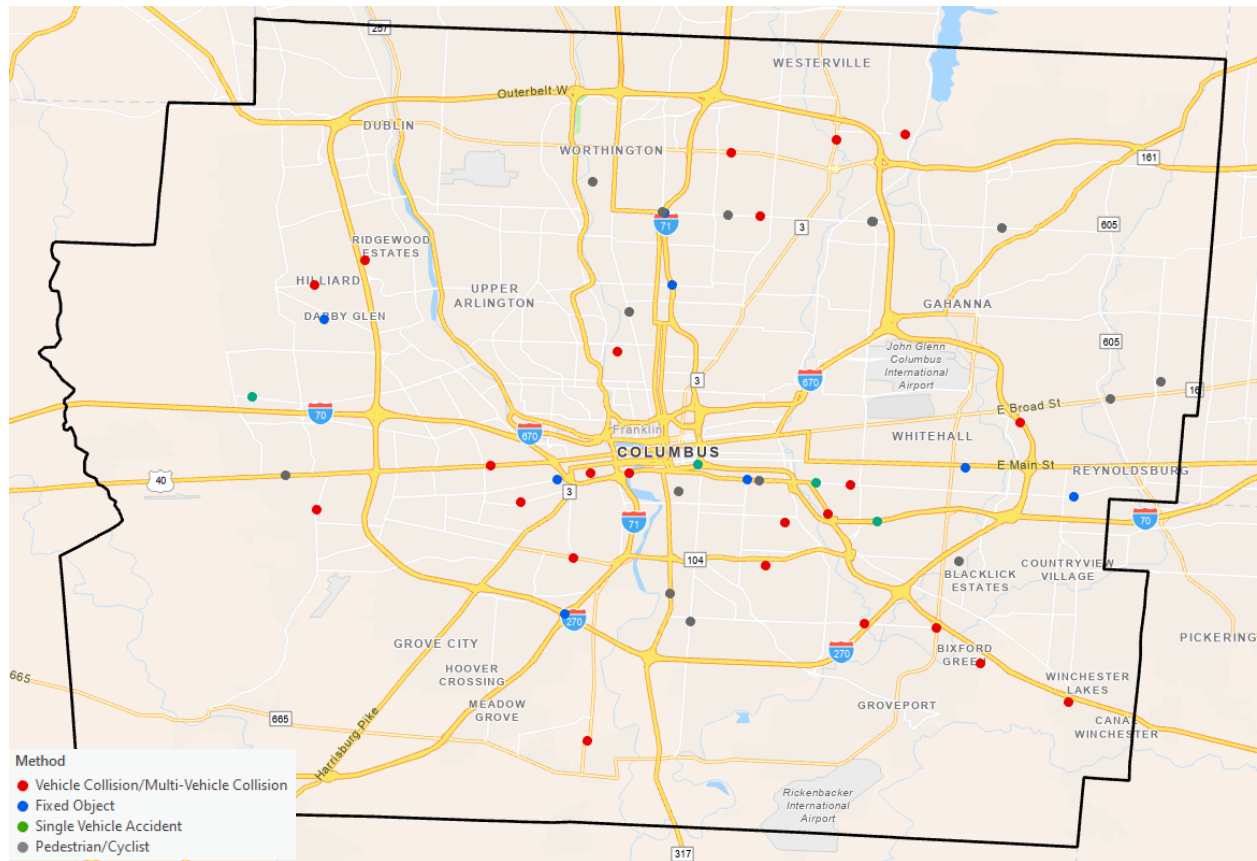 257
WESTERVILLE
Outerbelt W
DUBLIN
WORTHINGTON
161
71
3
605
RIDGEWOOD
ESTATES
HILLIARD
UPPER
ARLINGTON
DARBY GLEN
GAHANNA
John Glenn
Columbus
International
Airport
605
3
670
16
70
E Broad St
670
Franklin
WHITEHALL
COLUMBUS
E Main St
REYNOLDSBURG
40
3
71
70
104
COUNTRYVIEW
VILLAGE
BLACKLICK
ESTATES
270
GROVE CITY
270
BIXFORD
GREEN
PICKERING
HOOVER
CROSSING
WINCHESTER
LAKES
665
MEADOW
GROVE
GROVEPORT
665
CANAL
WINCHESTER
Harrisburg Pike
Rickenbacker
International
Airport
317
Method
Vehicle Collision/Multi-Vehicle Collision
Fixed Object
Single Vehicle Accident
Pedestrian/Cyclist